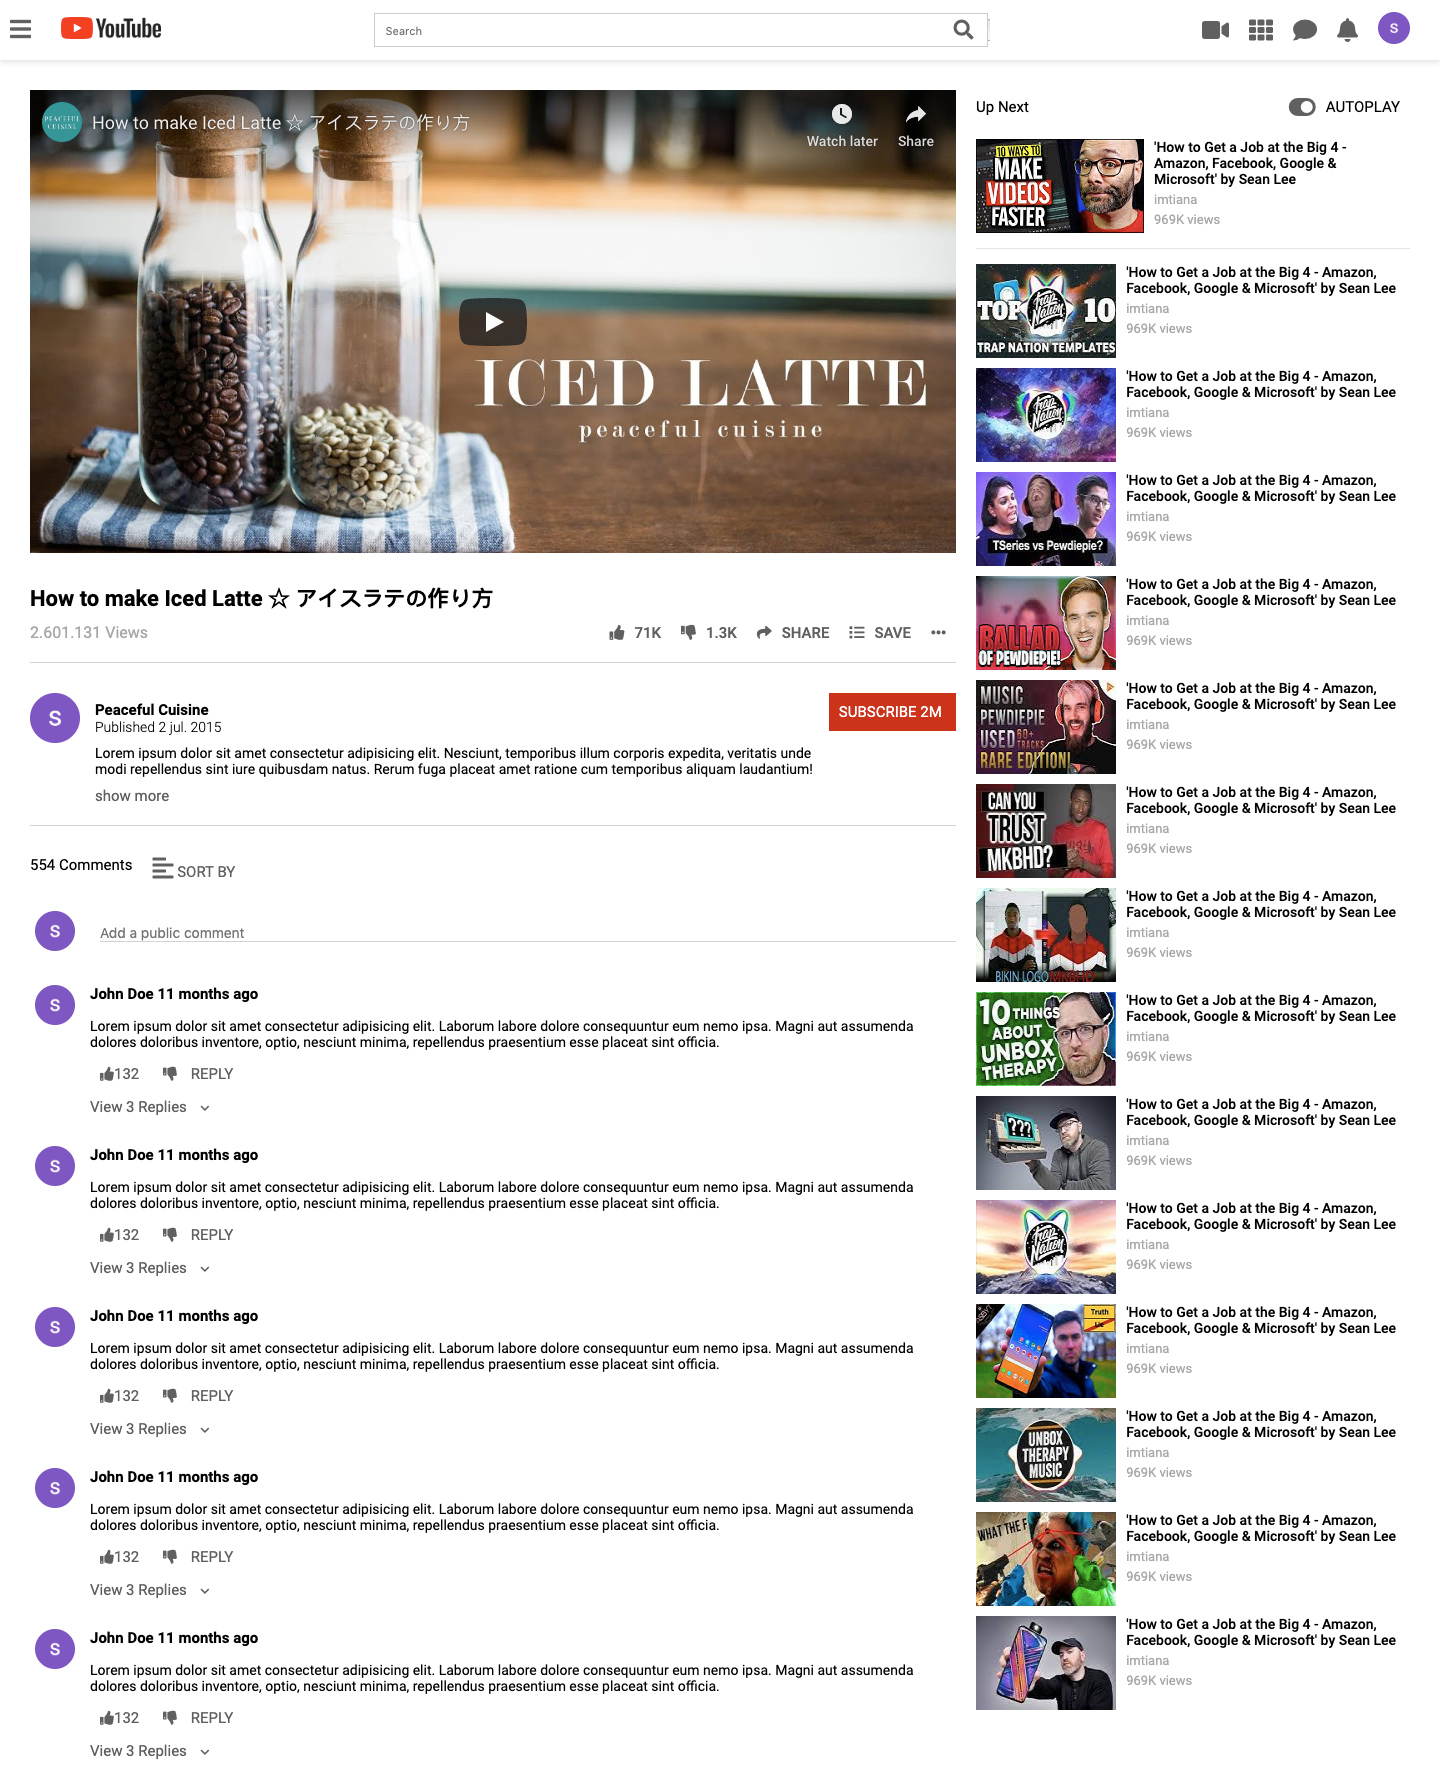 YouTube
Search
S
PEACEFUL
CUISINE
How to make Iced Latte ☆ アイスラテの作り方
Watch later
Share
ICED LATTE
peaceful cuisine
How to make Iced Latte ☆ アイスラテの作り方
2.601.131 Views
71K
1.3K
SHARE
SAVE
S
Peaceful Cuisine
Published 2 jul. 2015
SUBSCRIBE 2M
Lorem ipsum dolor sit amet consectetur adipisicing elit. Nesciunt, temporibus illum corporis expedita, veritatis unde
modi repellendus sint iure quibusdam natus. Rerum fuga placeat amet ratione cum temporibus aliquam laudantium!
show more
554 Comments
SORT BY
S
Add a public comment
S
John Doe 11 months ago
Lorem ipsum dolor sit amet consectetur adipisicing elit. Laborum labore dolore consequuntur eum nemo ipsa. Magni aut assumenda
dolores doloribus inventore, optio, nesciunt minima, repellendus praesentium esse placeat sint officia.
132
REPLY
View 3 Replies
S
John Doe 11 months ago
Lorem ipsum dolor sit amet consectetur adipisicing elit. Laborum labore dolore consequuntur eum nemo ipsa. Magni aut assumenda
dolores doloribus inventore, optio, nesciunt minima, repellendus praesentium esse placeat sint officia.
132
REPLY
View 3 Replies
S
John Doe 11 months ago
Lorem ipsum dolor sit amet consectetur adipisicing elit. Laborum labore dolore consequuntur eum nemo ipsa. Magni aut assumenda
dolores doloribus inventore, optio, nesciunt minima, repellendus praesentium esse placeat sint officia.
132
REPLY
View 3 Replies
S
John Doe 11 months ago
Lorem ipsum dolor sit amet consectetur adipisicing elit. Laborum labore dolore consequuntur eum nemo ipsa. Magni aut assumenda
dolores doloribus inventore, optio, nesciunt minima, repellendus praesentium esse placeat sint officia.
132
REPLY
View 3 Replies
S
John Doe 11 months ago
Lorem ipsum dolor sit amet consectetur adipisicing elit. Laborum labore dolore consequuntur eum nemo ipsa. Magni aut assumenda
dolores doloribus inventore, optio, nesciunt minima, repellendus praesentium esse placeat sint officia.
132
REPLY
View 3 Replies
Up Next
AUTOPLAY
10 WAYS TO
MAKE
VIDEOS
FASTER
'How to Get a Job at the Big 4 -
Amazon, Facebook, Google &
Microsoft' by Sean Lee
imtiana
969K views
TOP 10
Trap Nation
TRAP NATION TEMPLATES
'How to Get a Job at the Big 4 - Amazon,
Facebook, Google & Microsoft' by Sean Lee
imtiana
969K views
Trap Nation
'How to Get a Job at the Big 4 - Amazon,
Facebook, Google & Microsoft' by Sean Lee
imtiana
969K views
TSeries vs Pewdiepie?
'How to Get a Job at the Big 4 - Amazon,
Facebook, Google & Microsoft' by Sean Lee
imtiana
969K views
BALLAD
OF PEWDIEPIE!
'How to Get a Job at the Big 4 - Amazon,
Facebook, Google & Microsoft' by Sean Lee
imtiana
969K views
MUSIC
PEWDIEPIE
USED 60+
TRACKS
RARE EDITION!
'How to Get a Job at the Big 4 - Amazon,
Facebook, Google & Microsoft' by Sean Lee
imtiana
969K views
CAN YOU
TRUST
MKBHD?
'How to Get a Job at the Big 4 - Amazon,
Facebook, Google & Microsoft' by Sean Lee
imtiana
969K views
BIKIN LOGO MKBHD
'How to Get a Job at the Big 4 - Amazon,
Facebook, Google & Microsoft' by Sean Lee
imtiana
969K views
10 THINGS
ABOUT
UNBOX
THERAPY
'How to Get a Job at the Big 4 - Amazon,
Facebook, Google & Microsoft' by Sean Lee
imtiana
969K views
???
'How to Get a Job at the Big 4 - Amazon,
Facebook, Google & Microsoft' by Sean Lee
imtiana
969K views
Trap Nation
'How to Get a Job at the Big 4 - Amazon,
Facebook, Google & Microsoft' by Sean Lee
imtiana
969K views
Truth
Lie
'How to Get a Job at the Big 4 - Amazon,
Facebook, Google & Microsoft' by Sean Lee
imtiana
969K views
UNBOX
THERAPY
MUSIC
'How to Get a Job at the Big 4 - Amazon,
Facebook, Google & Microsoft' by Sean Lee
imtiana
969K views
WHAT THE F
'How to Get a Job at the Big 4 - Amazon,
Facebook, Google & Microsoft' by Sean Lee
imtiana
969K views
'How to Get a Job at the Big 4 - Amazon,
Facebook, Google & Microsoft' by Sean Lee
imtiana
969K views